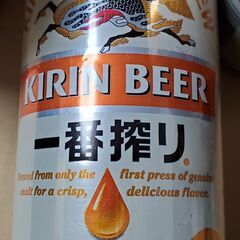 KIRIN BEER
一番搾り®
Brewed from only the first press of genuine
malt for a crisp, delicious flavor.